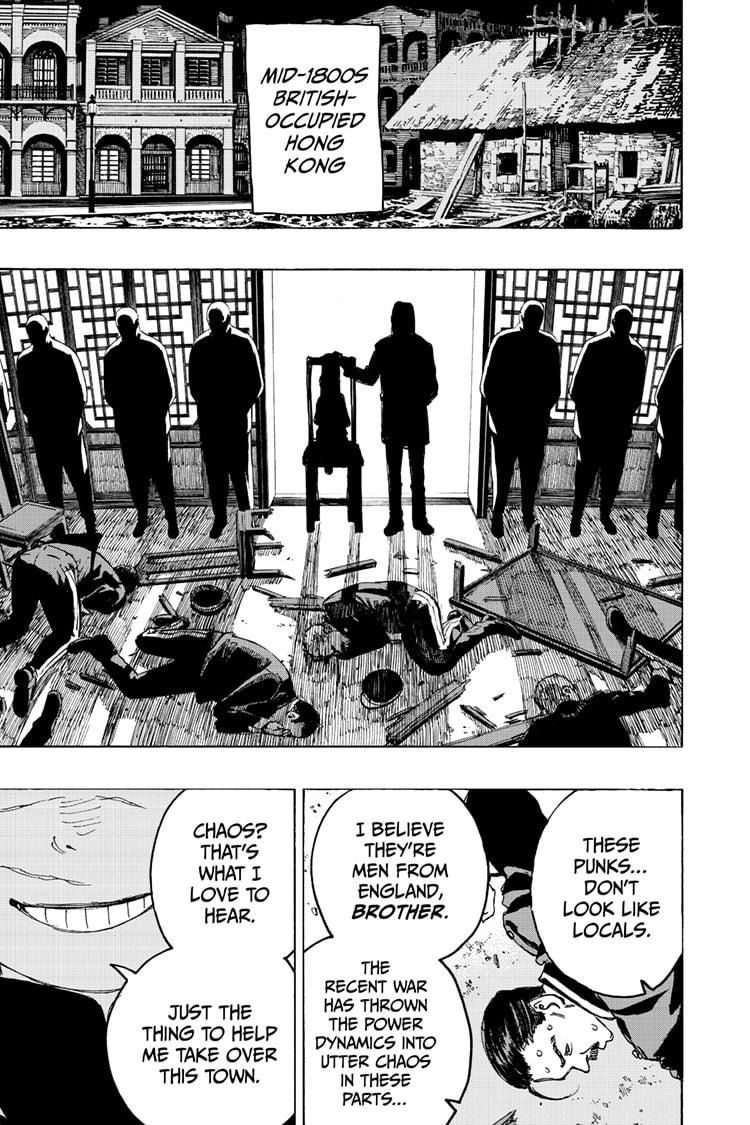 MID-1800S
BRITISH-
OCCUPIED
HONG
KONG
THESE
PUNKS...
DON'T
LOOK LIKE
LOCALS.
I BELIEVE
THEY'RE
MEN FROM
ENGLAND,
BROTHER.
THE
RECENT WAR
HAS THROWN
THE POWER
DYNAMICS INTO
UTTER CHAOS
IN THESE
PARTS...
CHAOS?
THAT'S
WHAT I
LOVE TO
HEAR.
JUST THE
THING TO HELP
ME TAKE OVER
THIS TOWN.